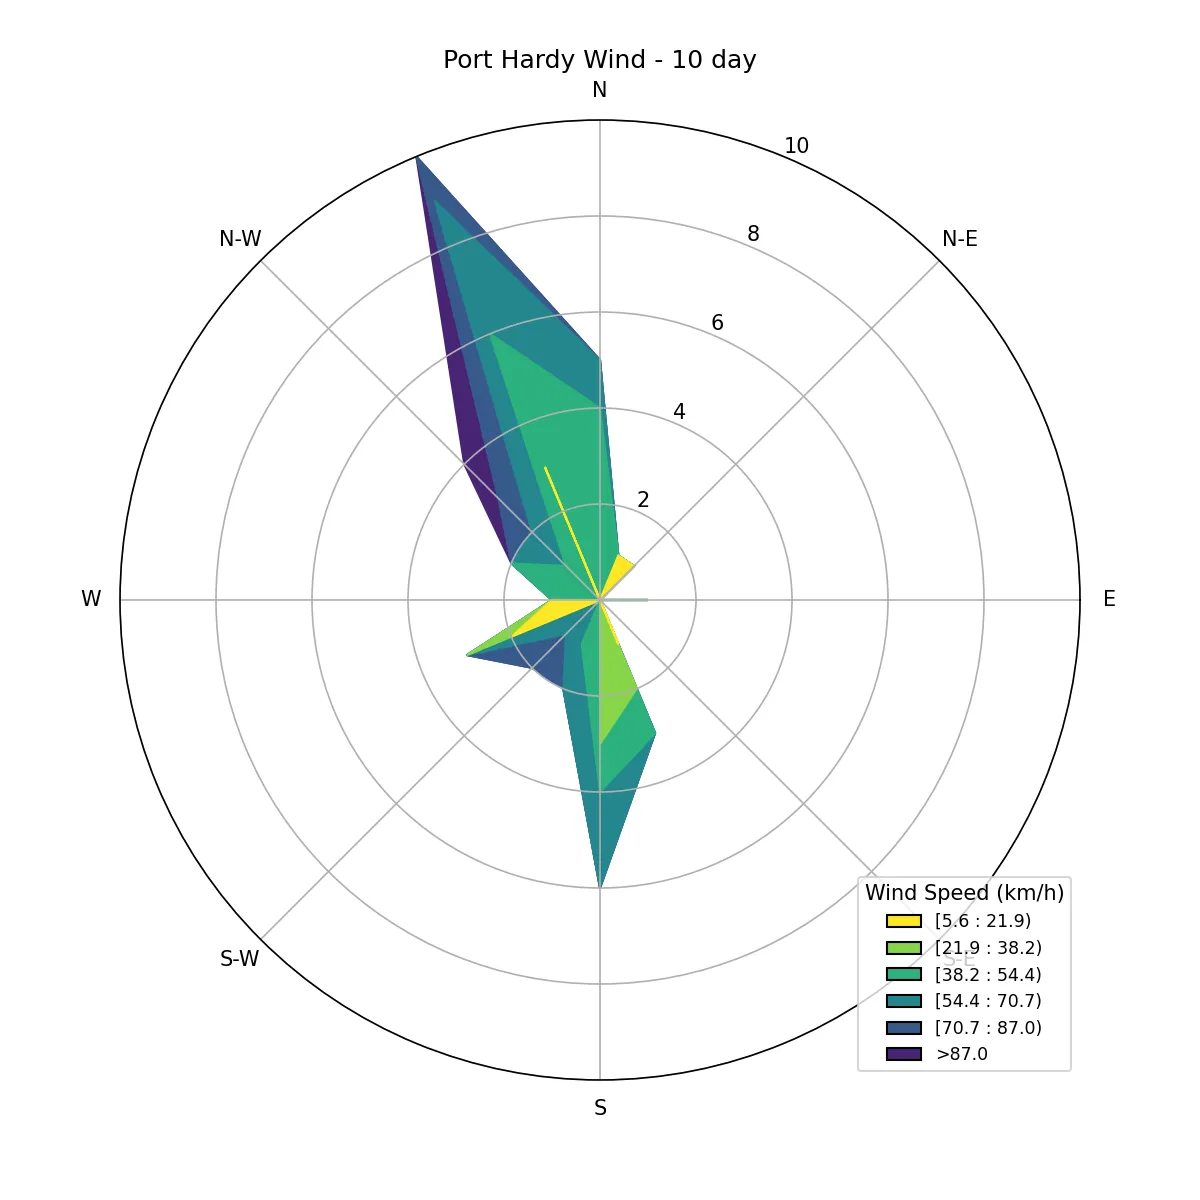 Port Hardy Wind - 10 day
N
10
N-W
N-E
8
6
4
2
W
E
Wind Speed (km/h)
[5.6 : 21.9)
[21.9 : 38.2)
S-W
S-E
[38.2 : 54.4)
[54.4 : 70.7)
[70.7 : 87.0)
>87.0
S